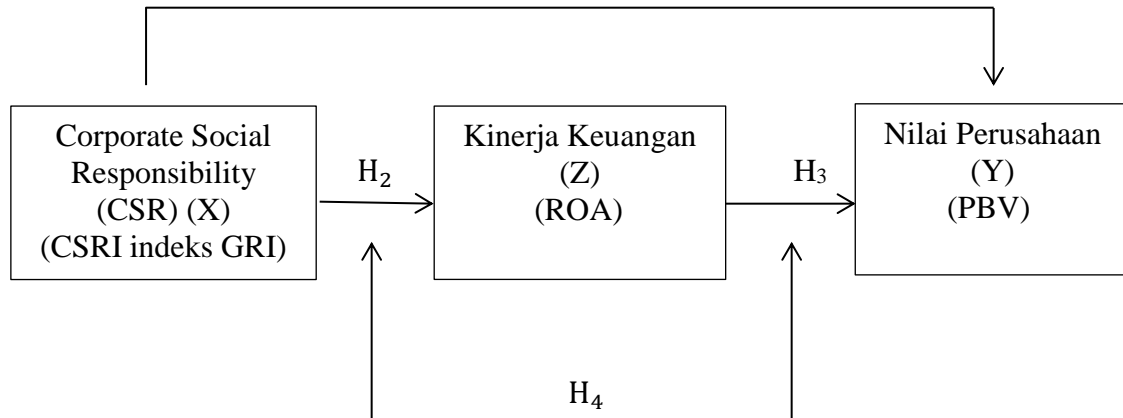 Corporate Social
Responsibility
(CSR) (X)
(CSRI indeks GRI)
H₂
Kinerja Keuangan
(Z)
(ROA)
H₃
Nilai Perusahaan
(Y)
(PBV)
H₄